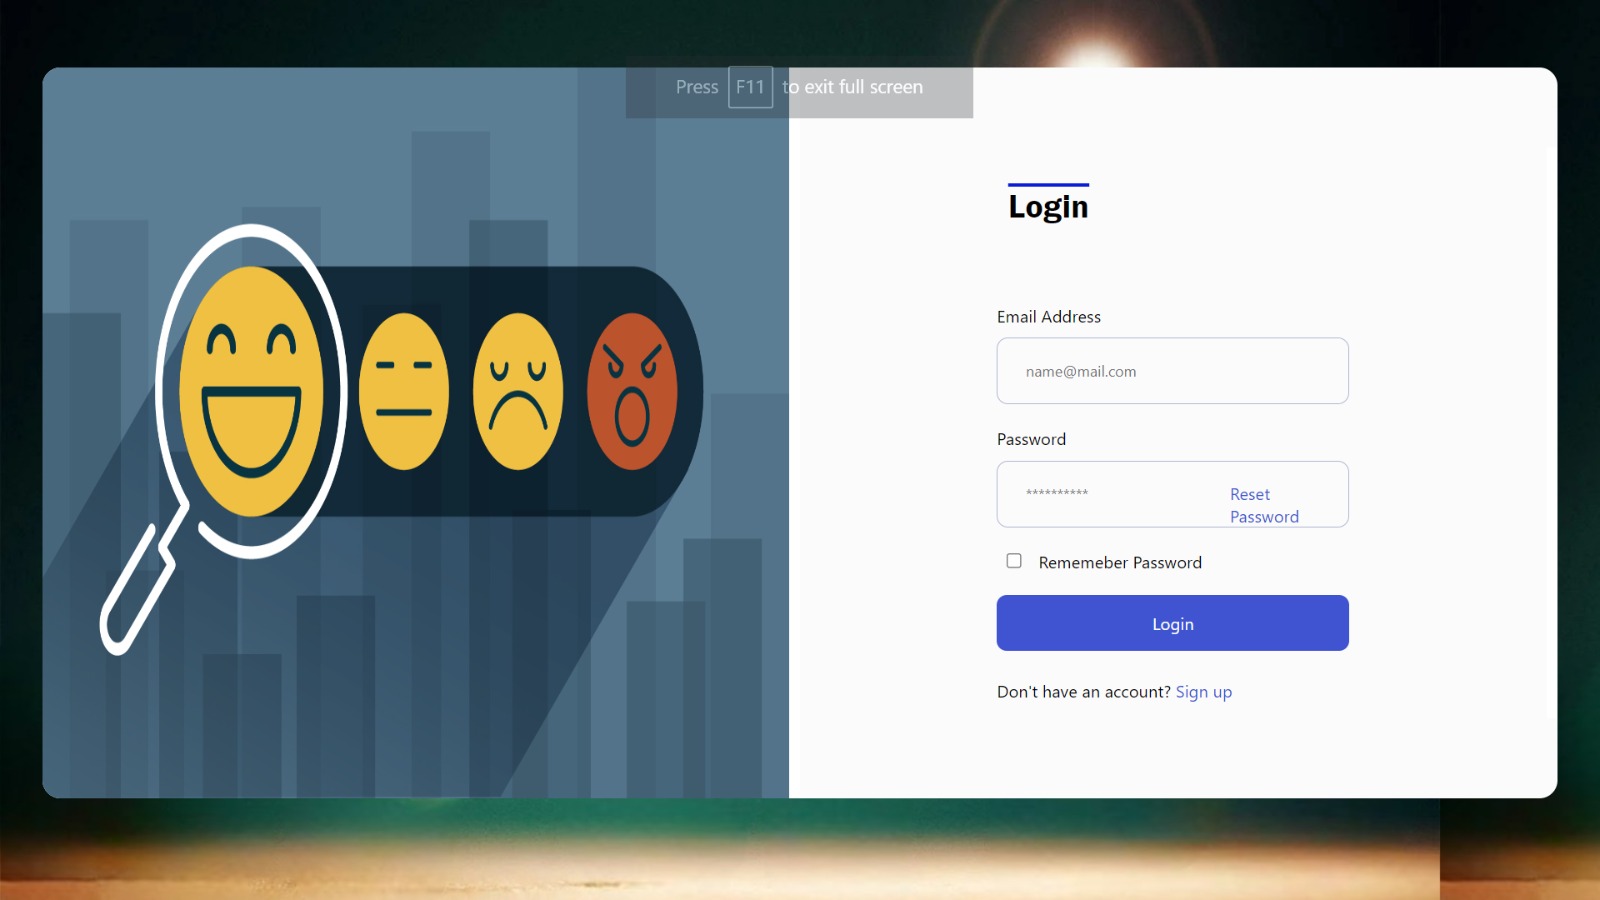 Press F11 to exit full screen
Login
Email Address
name@mail.com
Password
**********
Reset
Password
Rememeber Password
Login
Don't have an account? Sign up